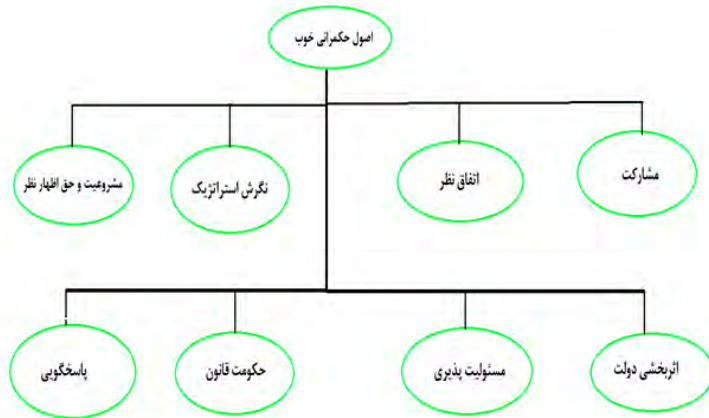 اصول حکمرانی خوب
مشارکت
اتفاق نظر
نگرش استراتژیک
مشروعیت و حق اظهار نظر
اثربخشی دولت
مسئولیت پذیری
حکومت قانون
پاسخگویی